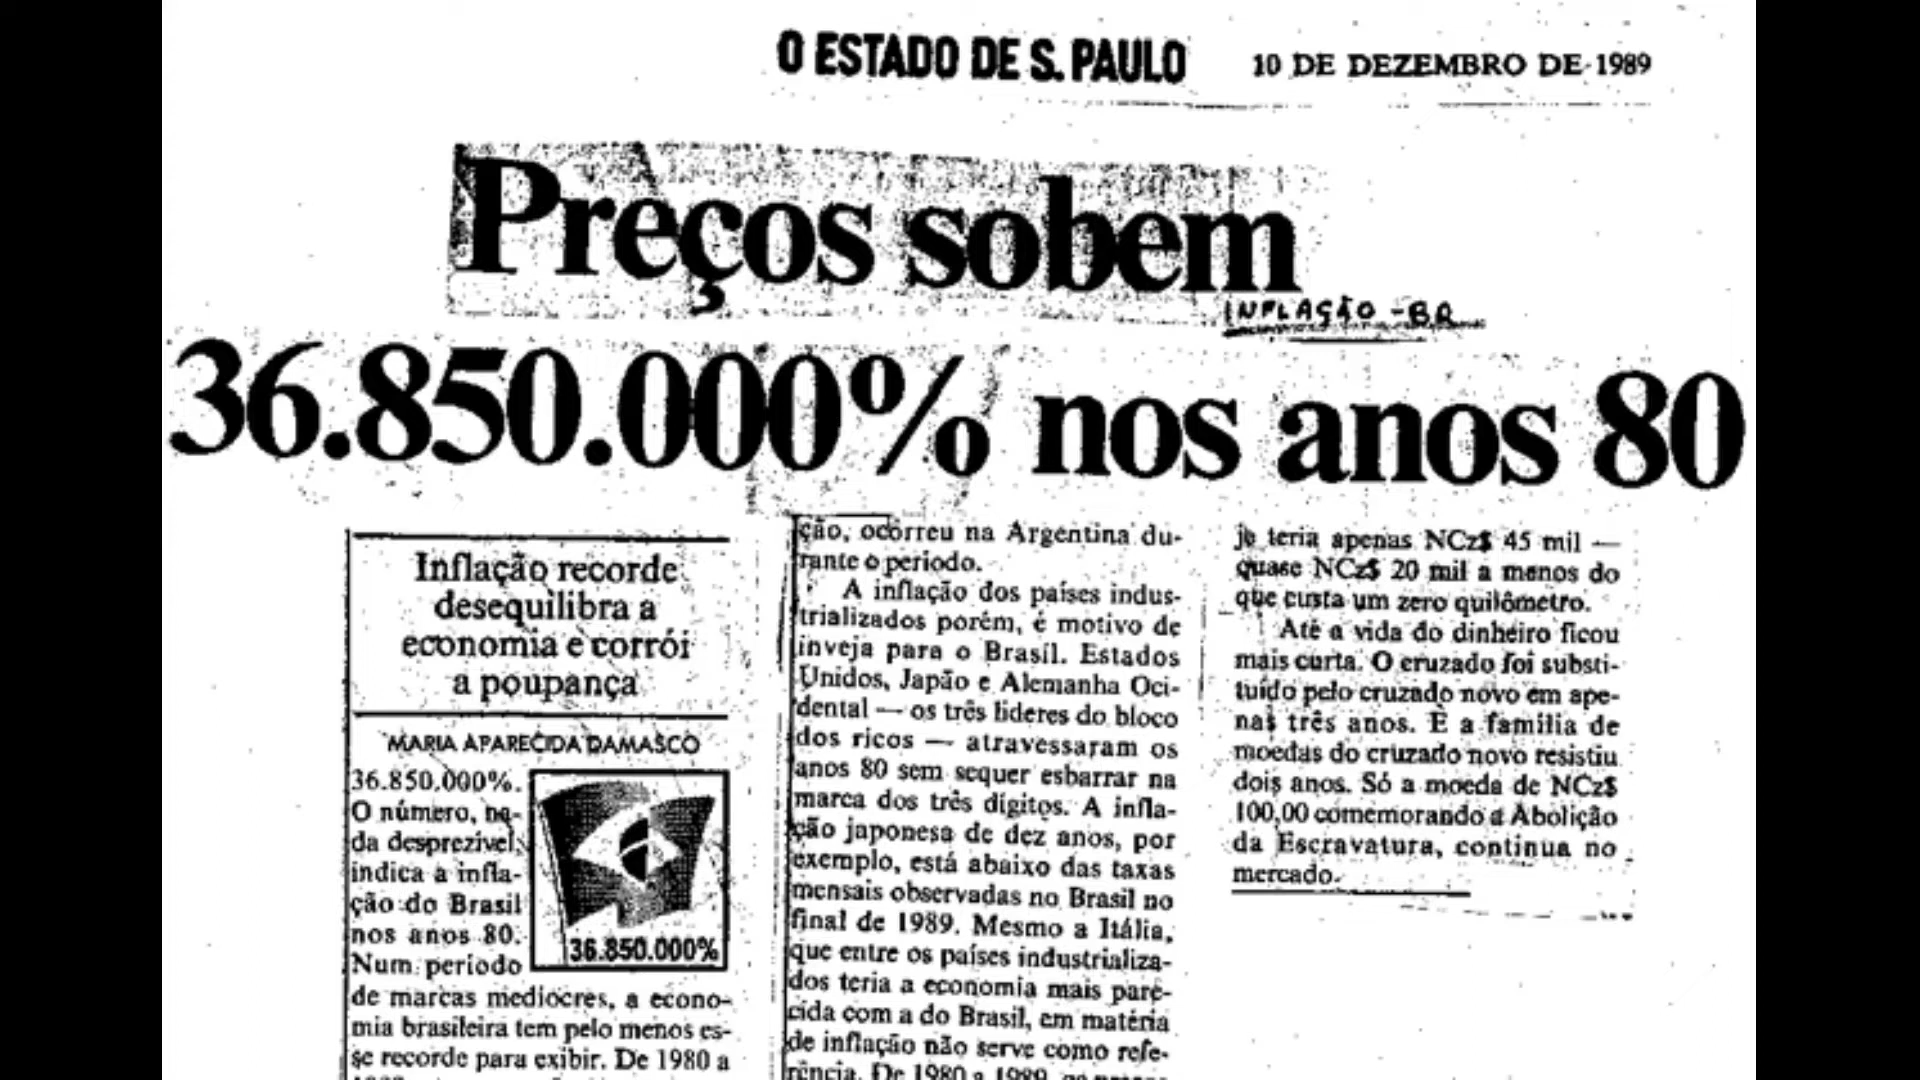 O ESTADO DE S. PAULO
10 DE DEZEMBRO DE 1989
Preços sobem
INFLAÇÃO - BR
36.850.000% nos anos 80
Inflação recorde
desequilibra a
economia e corrói
a poupança
MARIA APARECIDA DAMASCO
36.850.000%.
O número, na-
da desprezível,
indica a infla-
ção do Brasil
nos anos 80.
Num período
36.850.000%
de marcas medíocres, a econo-
mia brasileira tem pelo menos es-
se recorde para exibir. De 1980 a
ção, ocorreu na Argentina du-
rante o período.
A inflação dos países indus-
trializados porém, é motivo de
inveja para o Brasil. Estados
Unidos, Japão e Alemanha Oci-
dental — os três líderes do bloco
dos ricos — atravessaram os
anos 80 sem sequer esbarrar na
marca dos três dígitos. A infla-
ção japonesa de dez anos, por
exemplo, está abaixo das taxas
mensais observadas no Brasil no
final de 1989. Mesmo a Itália,
que entre os países industrializa-
dos teria a economia mais pare-
cida com a do Brasil, em matéria
de inflação não serve como refe-
rência. De 1980 a 1989, os
je teria apenas NCz$ 45 mil —
quase NCz$ 20 mil a menos do
que custa um zero quilômetro.
Até a vida do dinheiro ficou
mais curta. O cruzado foi substi-
tuído pelo cruzado novo em ape-
nas três anos. E a família de
moedas do cruzado novo resistiu
dois anos. Só a moeda de NCz$
100,00 comemorando a Abolição
da Escravatura, continua no
mercado.